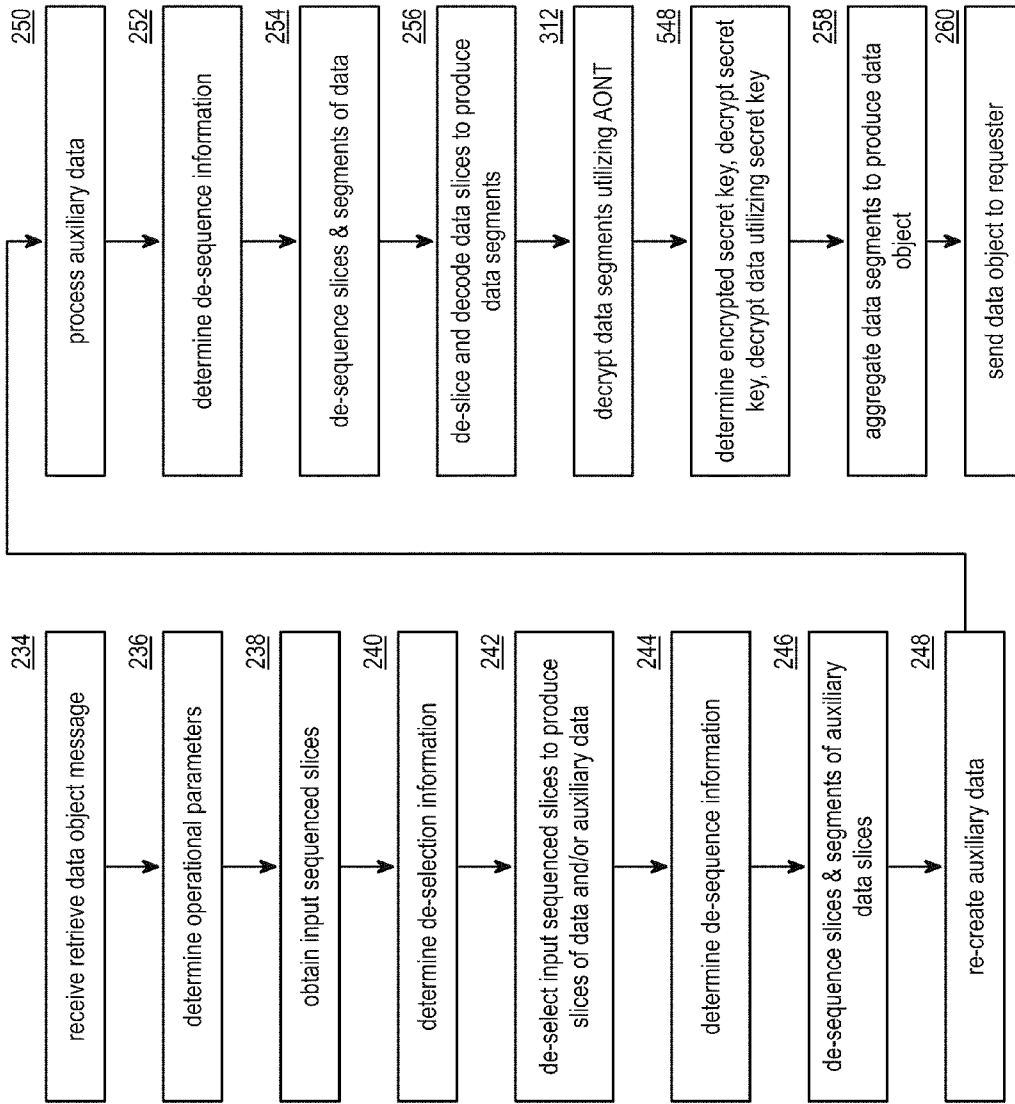 234
receive retrieve data object message
236
determine operational parameters
238
obtain input sequenced slices
240
determine de-selection information
242
de-select input sequenced slices to produce
slices of data and/or auxiliary data
244
determine de-sequence information
246
de-sequence slices & segments of auxiliary
data slices
248
re-create auxiliary data
250
process auxiliary data
252
determine de-sequence information
254
de-sequence slices & segments of data
256
de-slice and decode data slices to produce
data segments
312
decrypt data segments utilizing AONT
548
determine encrypted secret key, decrypt secret
key, decrypt data utilizing secret key
258
aggregate data segments to produce data
object
260
send data object to requester